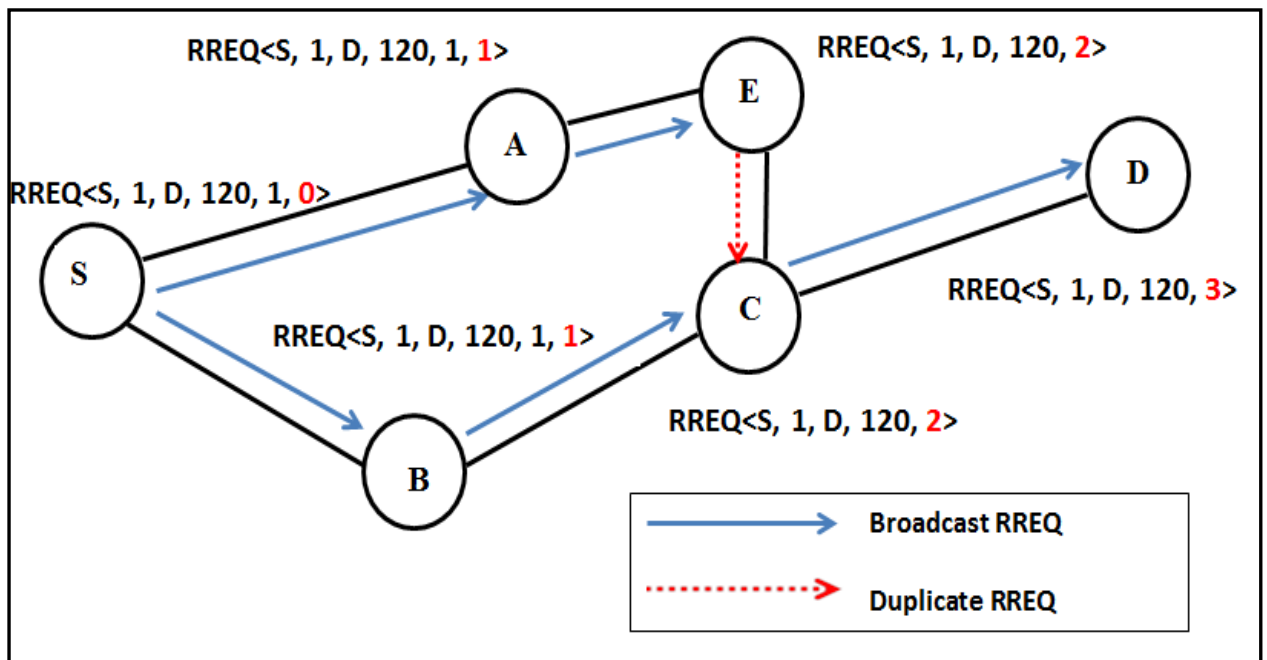 RREQ<S, 1, D, 120, 1, 1>
RREQ<S, 1, D, 120, 2>
E
A
D
RREQ<S, 1, D, 120, 1, 0>
S
RREQ<S, 1, D, 120, 3>
C
RREQ<S, 1, D, 120, 1, 1>
RREQ<S, 1, D, 120, 2>
B
Broadcast RREQ
Duplicate RREQ